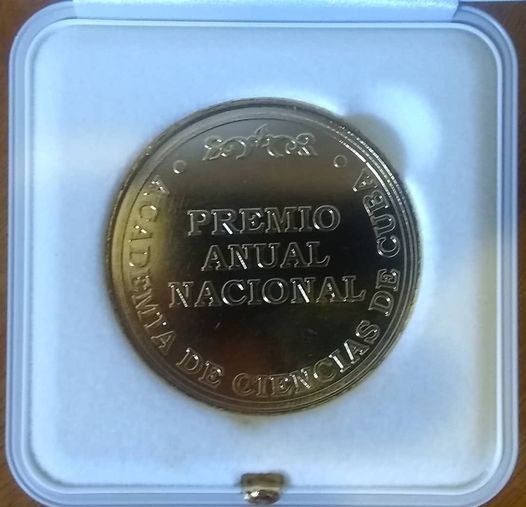 PREMIO
ANUAL
NACIONAL
ACADEMIA DE CIENCIAS DE CUBA